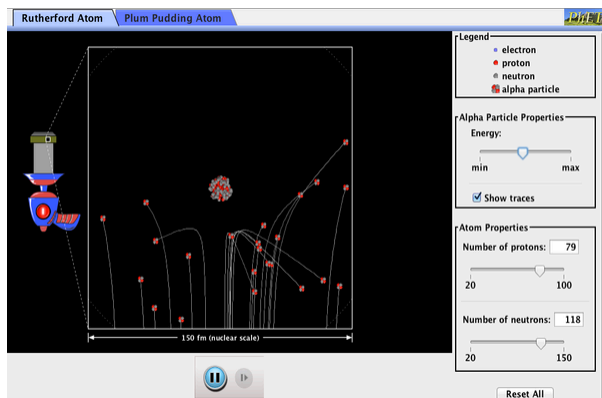 Rutherford Atom
Plum Pudding Atom
PhET
Legend
electron
proton
neutron
alpha particle
Alpha Particle Properties
Energy:
min max
Show traces
Atom Properties
Number of protons: 79
20 100
Number of neutrons: 118
20 150
150 fm (nuclear scale)
Reset All